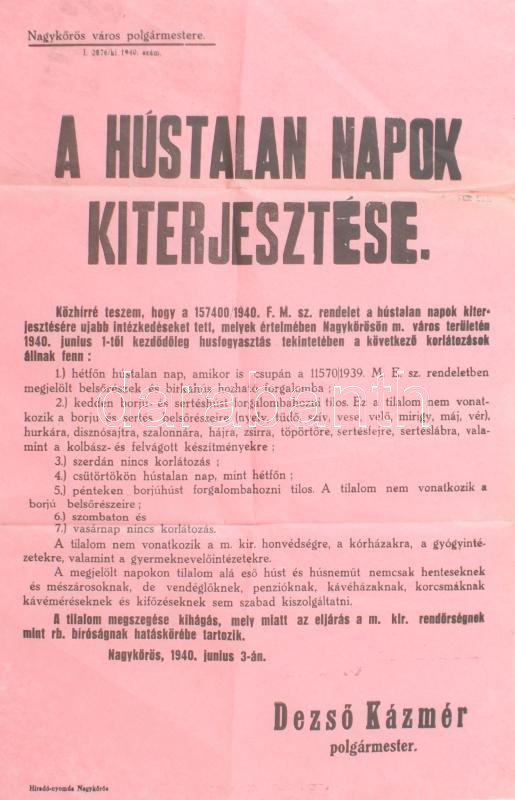 Nagykőrös város polgármestere.
I. 2876/ki 1940. szám.
A HÚSTALAN NAPOK
KITERJESZTÉSE.
Közhírré teszem, hogy a 157400/1940. F. M. sz. rendelet a hústalan napok kiter-
jesztésére ujabb intézkedéseket tett, melyek értelmében Nagykőrösön m. város területén
1940. junius 1-től kezdődőleg husfogyasztás tekintetében a következő korlátozások
állnak fenn :
1.) hétfőn hústalan nap, amikor is csupán a 11570/1939. M. E. sz. rendeletben
megjelölt belsőrészek és birkahús hozható forgalomba ;
2.) kedden borjú- és sertéshúst forgalombahozni tilos. Ez a tilalom nem vonat-
kozik a borju és sertés belsőrészeire (nyelv, tüdő, szív, vese, velő, mirigy, máj, vér),
hurkára, disznósajtra, szalonnára, hájra, zsirra, töpörtőre, sertésfejre, sertéslábra, vala-
mint a kolbász- és felvágott készítményekre ;
3.) szerdán nincs korlátozás ;
4.) csütörtökön hústalan nap, mint hétfőn ;
5.) pénteken borjúhúst forgalombahozni tilos. A tilalom nem vonatkozik a
borjú belsőrészeire ;
6.) szombaton és
7.) vasárnap nincs korlátozás.
A tilalom nem vonatkozik a m. kir. honvédségre, a kórházakra, a gyógyinté-
zetekre, valamint a gyermeknevelőintézetekre.
A megjelölt napokon tilalom alá eső húst és húsneműt nemcsak henteseknek
és mészárosoknak, de vendéglőknek, penzióknak, kávéházaknak, korcsmáknak
kávéméréseknek és kifőzéseknek sem szabad kiszolgáltatni.
A tilalom megszegése kihágás, mely miatt az eljárás a m. kir. rendőrségnek
mint rb. bíróságnak hatáskörébe tartozik.
Nagykőrös, 1940. junius 3-án.
Dezső Kázmér
polgármester.
Hiradó-nyomda Nagykőrös
darabanth